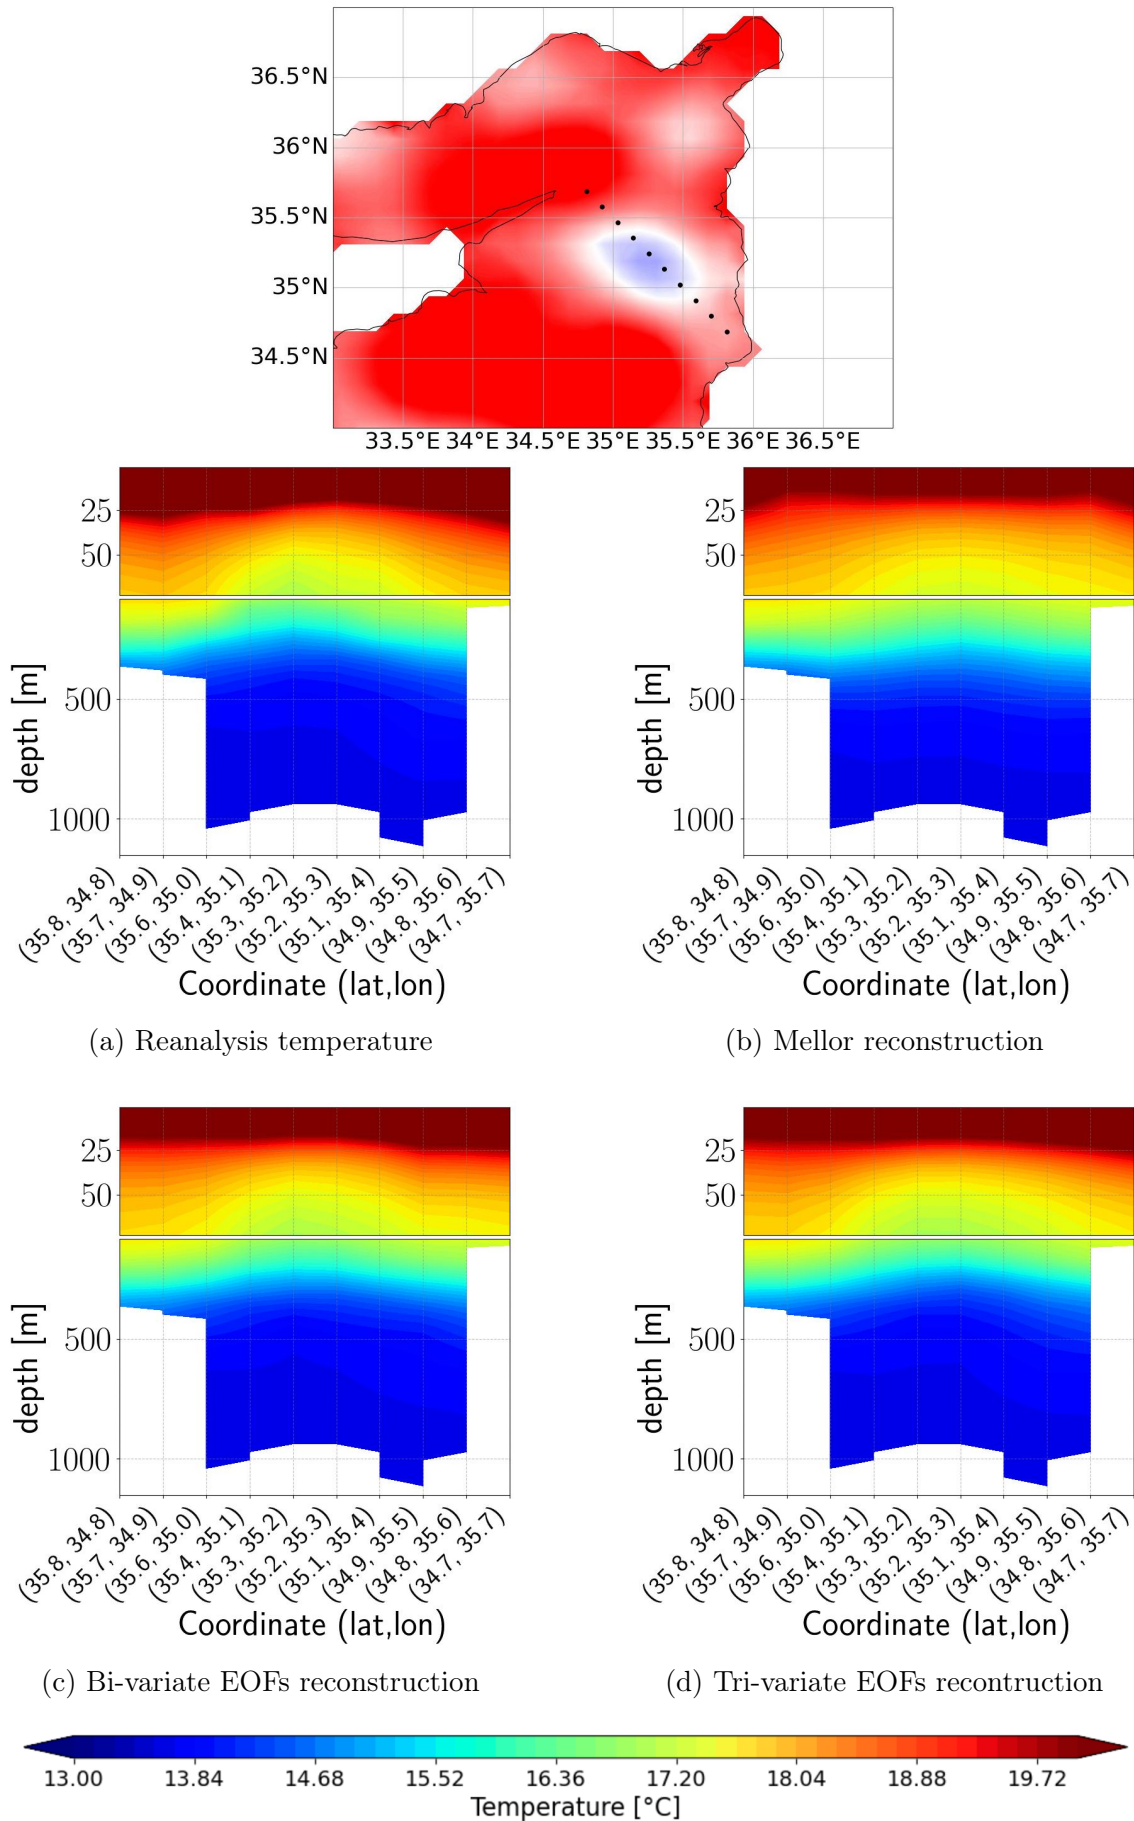 36.5°N
36°N
35.5°N
35°N
34.5°N
33.5°E 34°E 34.5°E 35°E 35.5°E 36°E 36.5°E
25
50
500
1000
depth [m]
(35.8, 34.8)
(35.7, 34.9)
(35.6, 35.0)
(35.4, 35.1)
(35.3, 35.2)
(35.2, 35.3)
(35.1, 35.4)
(34.9, 35.5)
(34.8, 35.6)
(34.7, 35.7)
Coordinate (lat,lon)
(a) Reanalysis temperature
25
50
500
1000
depth [m]
(35.8, 34.8)
(35.7, 34.9)
(35.6, 35.0)
(35.4, 35.1)
(35.3, 35.2)
(35.2, 35.3)
(35.1, 35.4)
(34.9, 35.5)
(34.8, 35.6)
(34.7, 35.7)
Coordinate (lat,lon)
(b) Mellor reconstruction
25
50
500
1000
depth [m]
(35.8, 34.8)
(35.7, 34.9)
(35.6, 35.0)
(35.4, 35.1)
(35.3, 35.2)
(35.2, 35.3)
(35.1, 35.4)
(34.9, 35.5)
(34.8, 35.6)
(34.7, 35.7)
Coordinate (lat,lon)
(c) Bi-variate EOFs reconstruction
25
50
500
1000
depth [m]
(35.8, 34.8)
(35.7, 34.9)
(35.6, 35.0)
(35.4, 35.1)
(35.3, 35.2)
(35.2, 35.3)
(35.1, 35.4)
(34.9, 35.5)
(34.8, 35.6)
(34.7, 35.7)
Coordinate (lat,lon)
(d) Tri-variate EOFs recontruction
13.00 13.84 14.68 15.52 16.36 17.20 18.04 18.88 19.72
Temperature [°C]